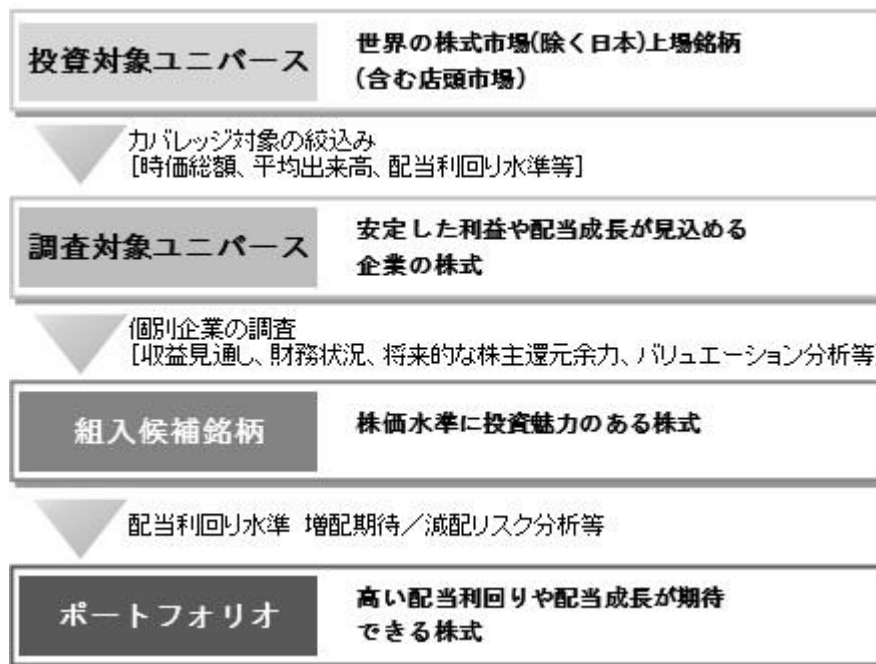 投資対象ユニバース
世界の株式市場(除く日本)上場銘柄
(含む店頭市場)
カバレッジ対象の絞込み
[時価総額、平均出来高、配当利回り水準等]
調査対象ユニバース
安定した利益や配当成長が見込める
企業の株式
個別企業の調査
[収益見通し、財務状況、将来的な株主還元余力、バリュエーション分析等]
組入候補銘柄
株価水準に投資魅力のある株式
配当利回り水準 増配期待／減配リスク分析等
ポートフォリオ
高い配当利回りや配当成長が期待
できる株式